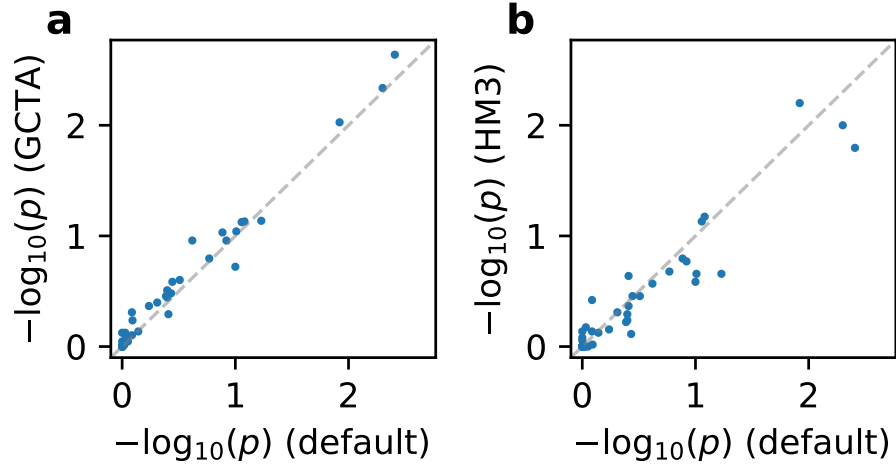 a
−log₁₀(p) (GCTA)
2
1
0
0 1 2
−log₁₀(p) (default)
b
−log₁₀(p) (HM3)
2
1
0
0 1 2
−log₁₀(p) (default)